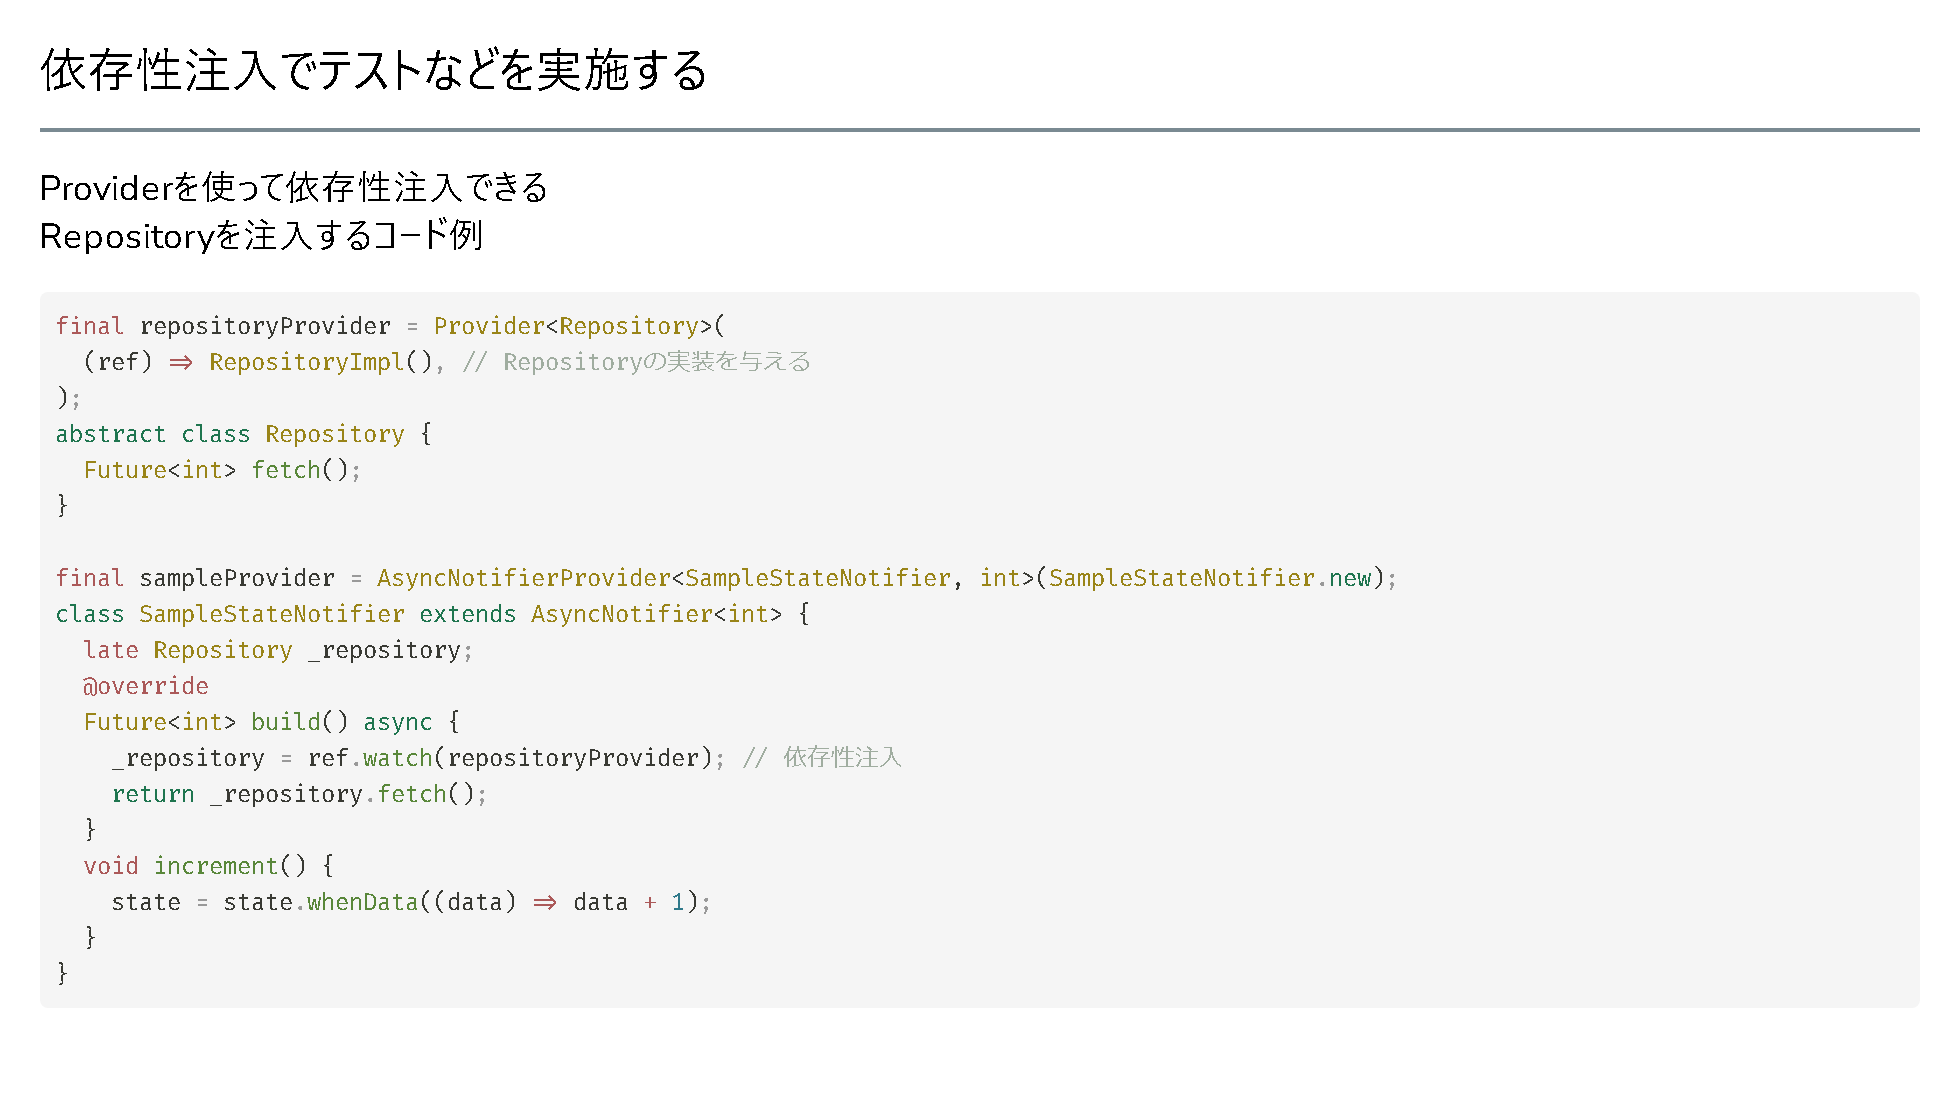 依存性注入でテストなどを実施する
Providerを使って依存性注入できる
Repositoryを注入するコード例
final repositoryProvider = Provider<Repository>(
  (ref) => RepositoryImpl(), // Repositoryの実装を与える
);
abstract class Repository {
  Future<int> fetch();
}

final sampleProvider = AsyncNotifierProvider<SampleStateNotifier, int>(SampleStateNotifier.new);
class SampleStateNotifier extends AsyncNotifier<int> {
  late Repository _repository;
  @override
  Future<int> build() async {
    _repository = ref.watch(repositoryProvider); // 依存性注入
    return _repository.fetch();
  }
  void increment() {
    state = state.whenData((data) => data + 1);
  }
}